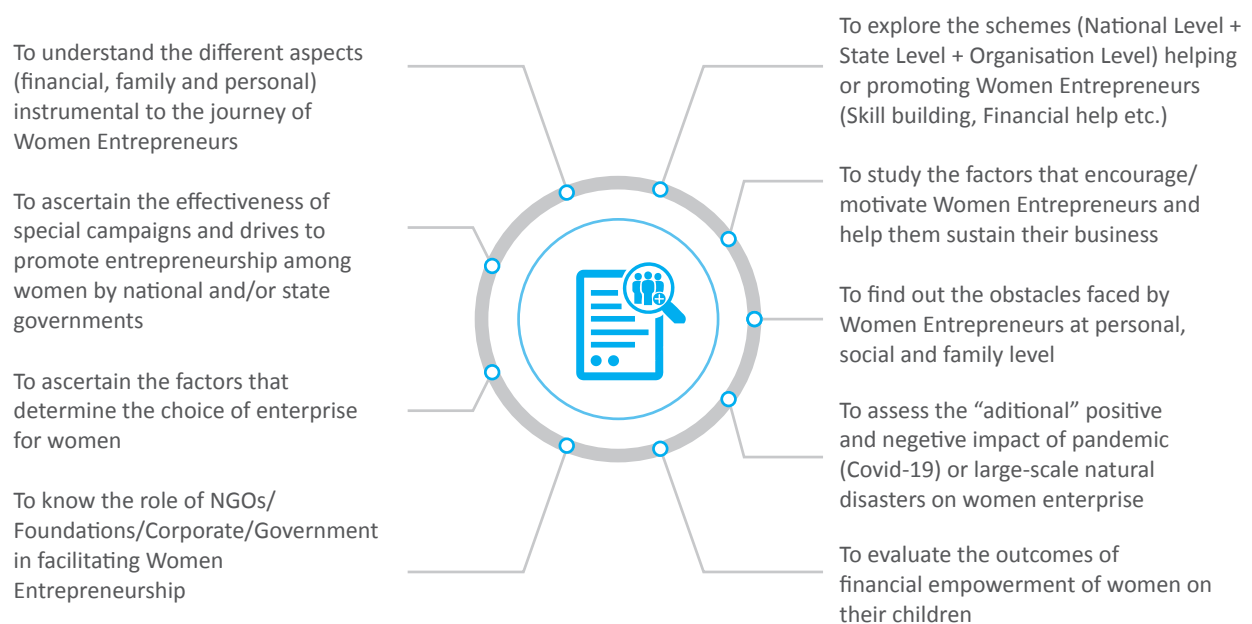 To understand the different aspects
(financial, family and personal)
instrumental to the journey of
Women Entrepreneurs
To ascertain the effectiveness of
special campaigns and drives to
promote entrepreneurship among
women by national and/or state
governments
To ascertain the factors that
determine the choice of enterprise
for women
To know the role of NGOs/
Foundations/Corporate/Government
in facilitating Women
Entrepreneurship
To explore the schemes (National Level +
State Level + Organisation Level) helping
or promoting Women Entrepreneurs
(Skill building, Financial help etc.)
To study the factors that encourage/
motivate Women Entrepreneurs and
help them sustain their business
To find out the obstacles faced by
Women Entrepreneurs at personal,
social and family level
To assess the “aditional” positive
and negetive impact of pandemic
(Covid-19) or large-scale natural
disasters on women enterprise
To evaluate the outcomes of
financial empowerment of women on
their children